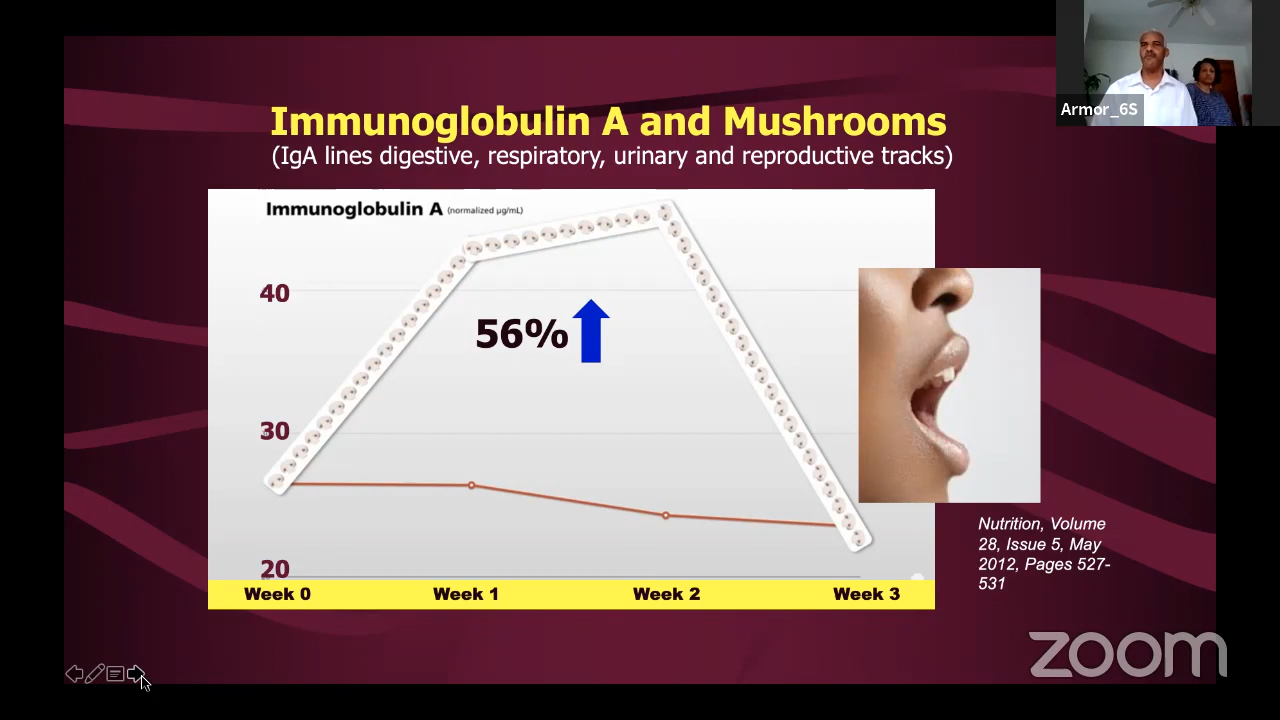 Armor_6S
Immunoglobulin A and Mushrooms
(IgA lines digestive, respiratory, urinary and reproductive tracks)
Immunoglobulin A (normalized µg/mL)
40
56%
30
20
Week 0 Week 1 Week 2 Week 3
Nutrition, Volume
28, Issue 5, May
2012, Pages 527-
531
zoom